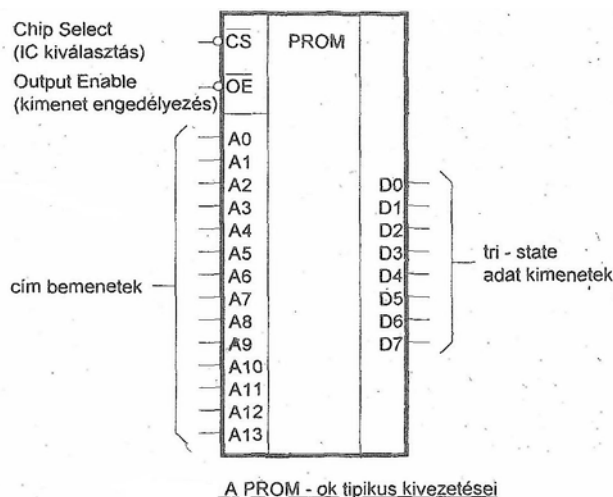 Chip Select
(IC kiválasztás)
CS
PROM
Output Enable
(kimenet engedélyezés)
OE
A0
A1
A2
A3
A4
A5
A6
A7
A8
A9
A10
A11
A12
A13
cím bemenetek
D0
D1
D2
D3
D4
D5
D6
D7
tri - state
adat kimenetek
A PROM - ok tipikus kivezetései